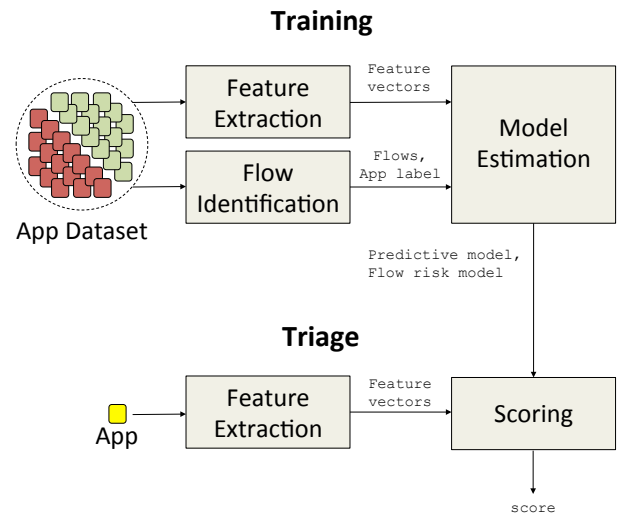 Training
Feature
Extraction
Feature
vectors
Model
Estimation
Flow
Identification
Flows,
App label
App Dataset
Predictive model,
Flow risk model
Triage
App
Feature
Extraction
Feature
vectors
Scoring
score